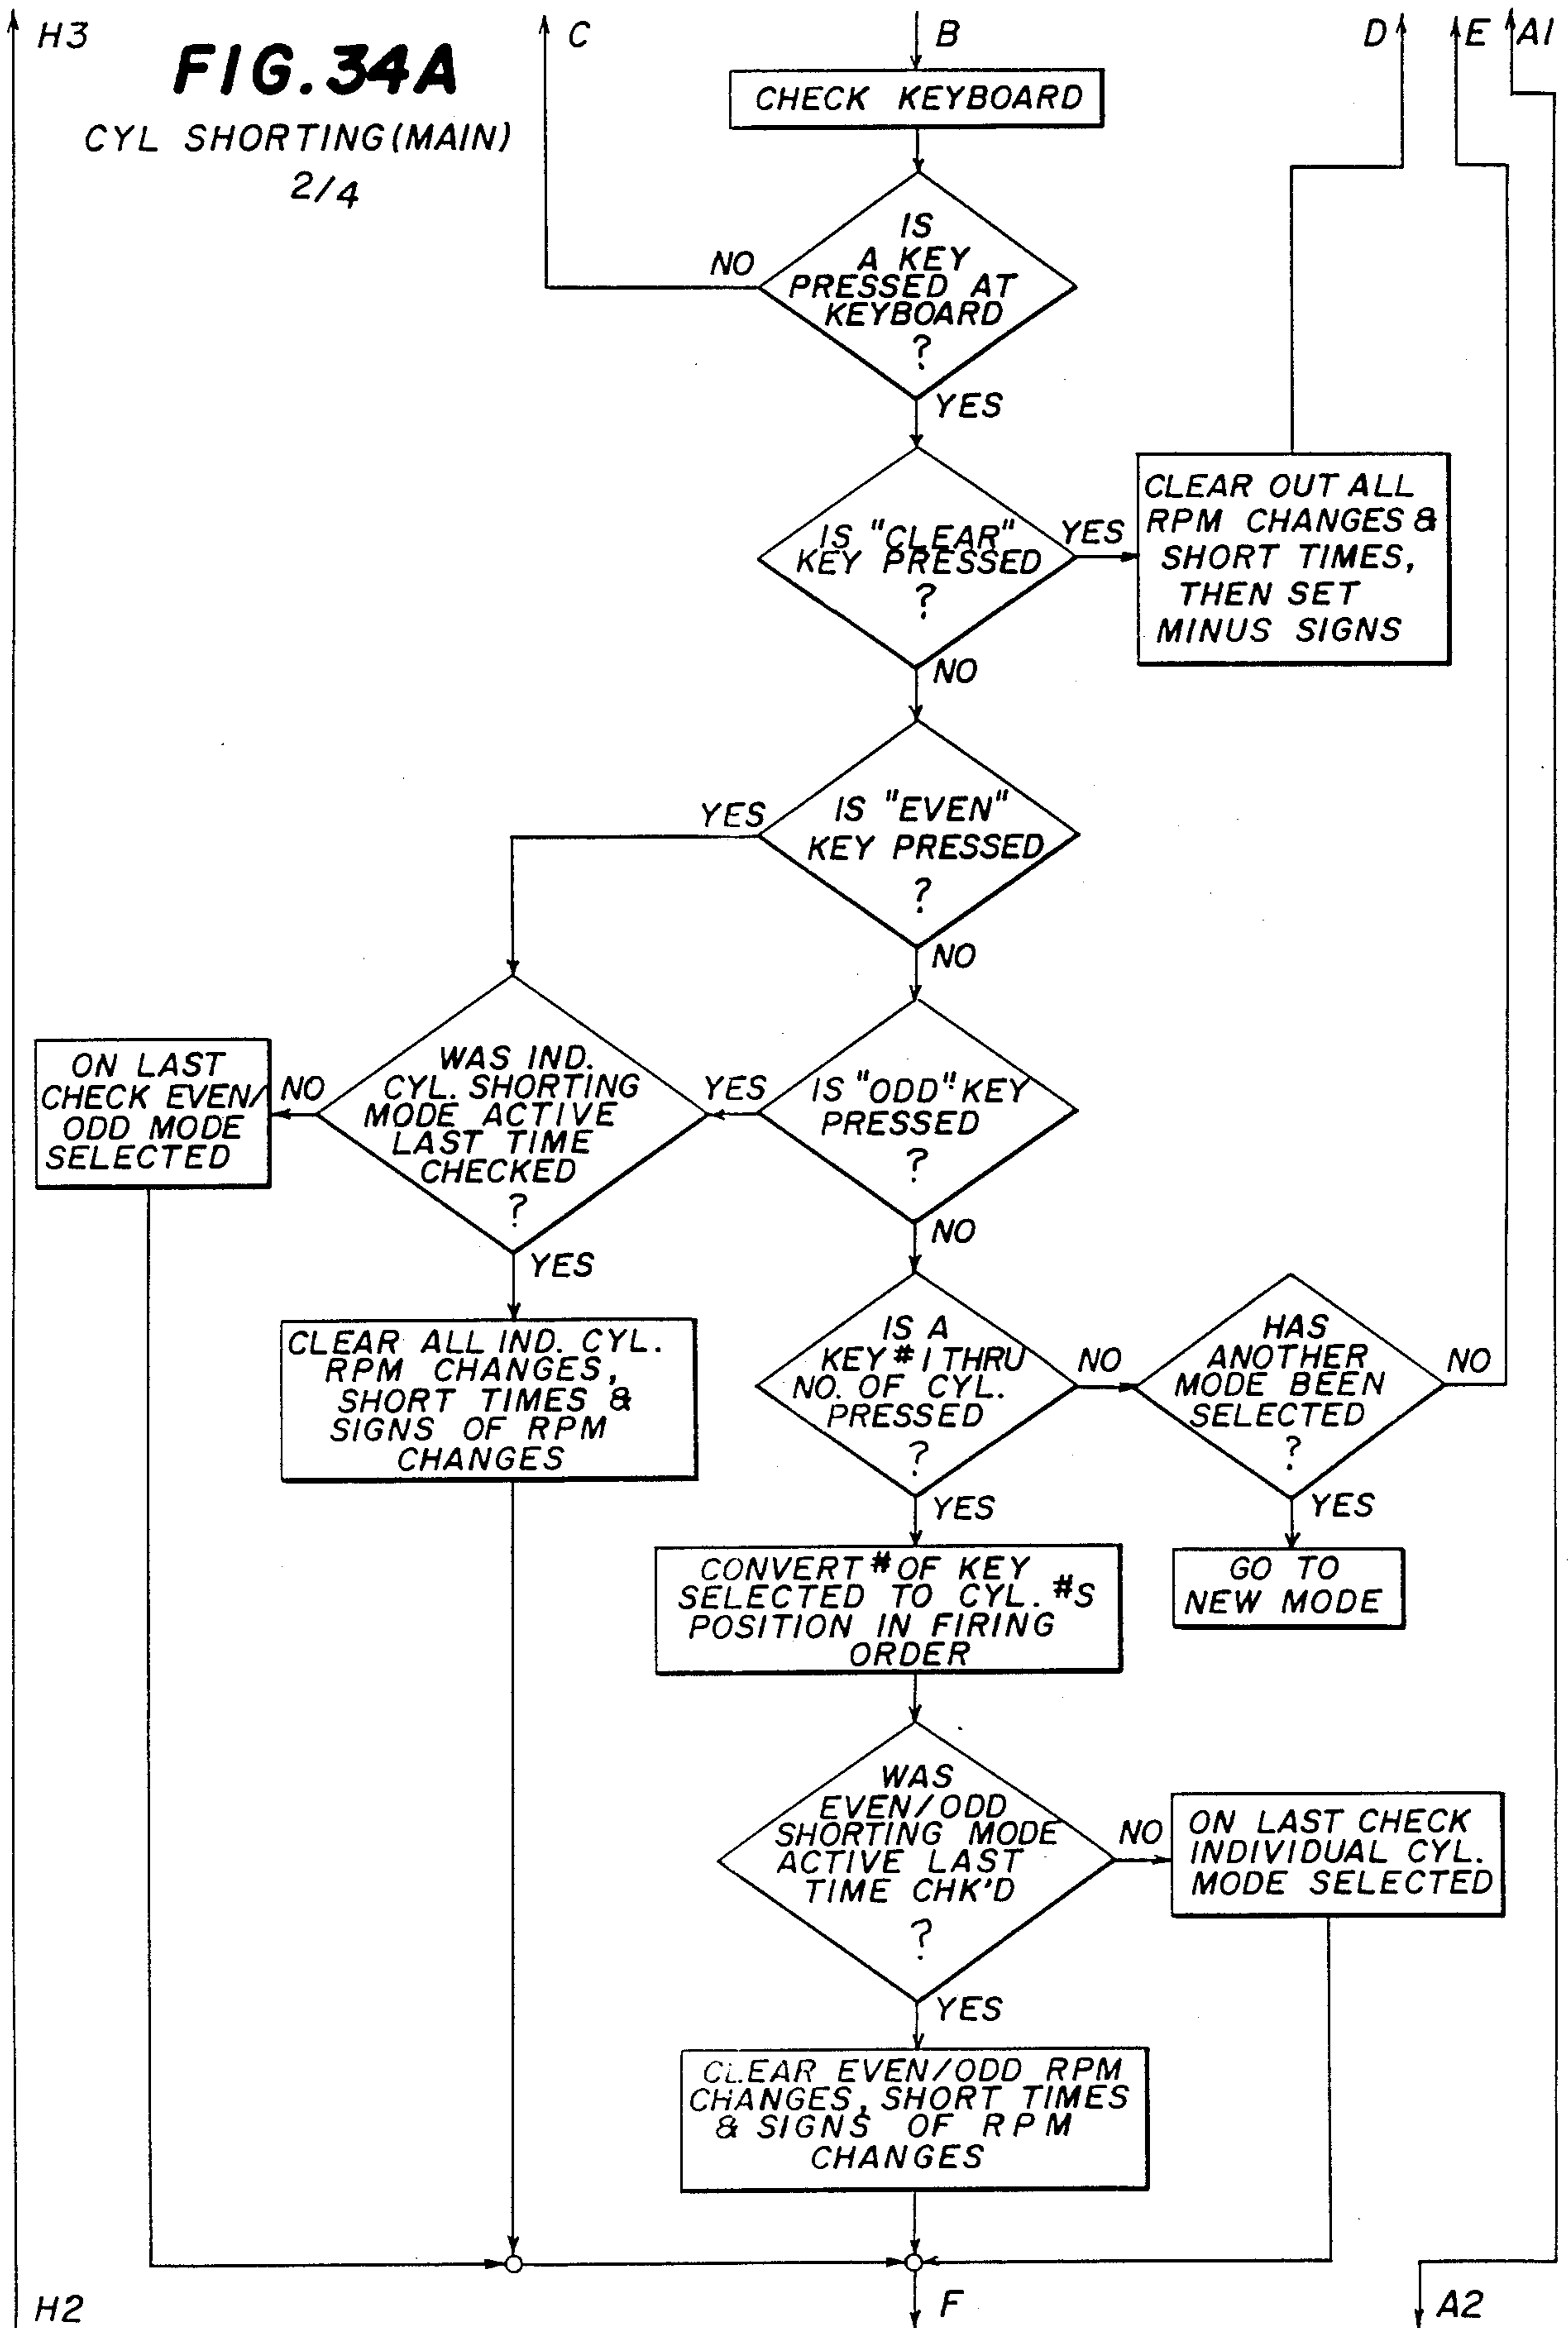 H3
FIG.34A
CYL SHORTING (MAIN)
2/4
C
B
D
E
A1
CHECK KEYBOARD
IS
A KEY
PRESSED AT
KEYBOARD
?
NO
YES
IS "CLEAR"
KEY PRESSED
?
YES
CLEAR OUT ALL
RPM CHANGES &
SHORT TIMES,
THEN SET
MINUS SIGNS
NO
IS "EVEN"
KEY PRESSED
?
YES
NO
IS "ODD" KEY
PRESSED
?
YES
WAS IND.
CYL. SHORTING
MODE ACTIVE
LAST TIME
CHECKED
?
NO
ON LAST
CHECK EVEN/
ODD MODE
SELECTED
YES
CLEAR ALL IND. CYL.
RPM CHANGES,
SHORT TIMES &
SIGNS OF RPM
CHANGES
NO
IS A
KEY # 1 THRU
NO. OF CYL.
PRESSED
?
NO
HAS
ANOTHER
MODE BEEN
SELECTED
?
NO
YES
GO TO
NEW MODE
YES
CONVERT # OF KEY
SELECTED TO CYL. #S
POSITION IN FIRING
ORDER
WAS
EVEN/ODD
SHORTING MODE
ACTIVE LAST
TIME CHK'D
?
NO
ON LAST CHECK
INDIVIDUAL CYL.
MODE SELECTED
YES
CLEAR EVEN/ODD RPM
CHANGES, SHORT TIMES
& SIGNS OF RPM
CHANGES
H2
F
A2